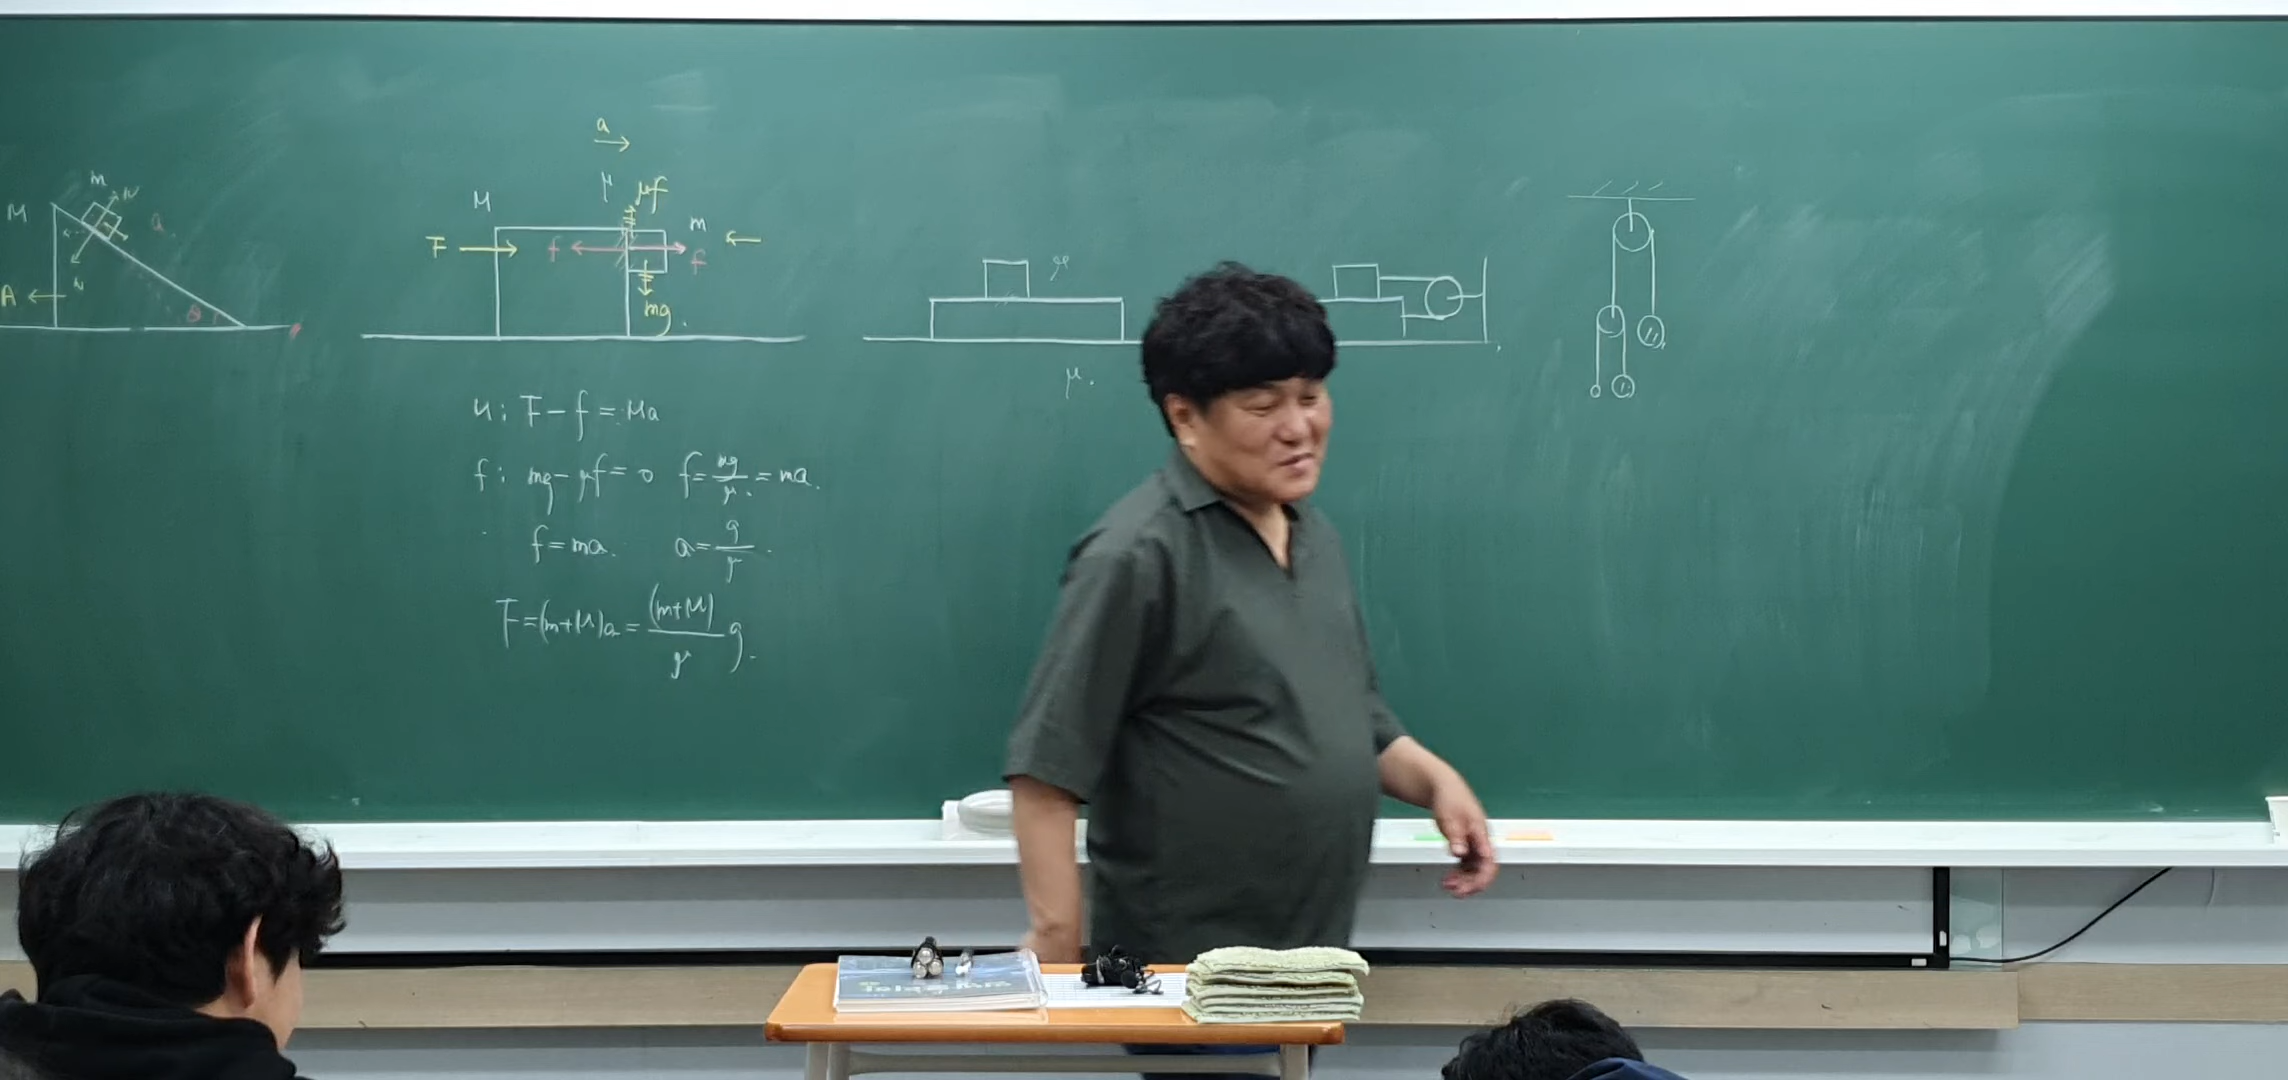 m
M
N
a
N
A
θ
a
μ
μf
M
m
F
f
f
mg.
M: F - f = Ma
f: mg - μf = 0 f = mg/μ. = ma.
f = ma. a = g/μ.
F = (m+M)a = (m+M)/μ g.
μ
μ.